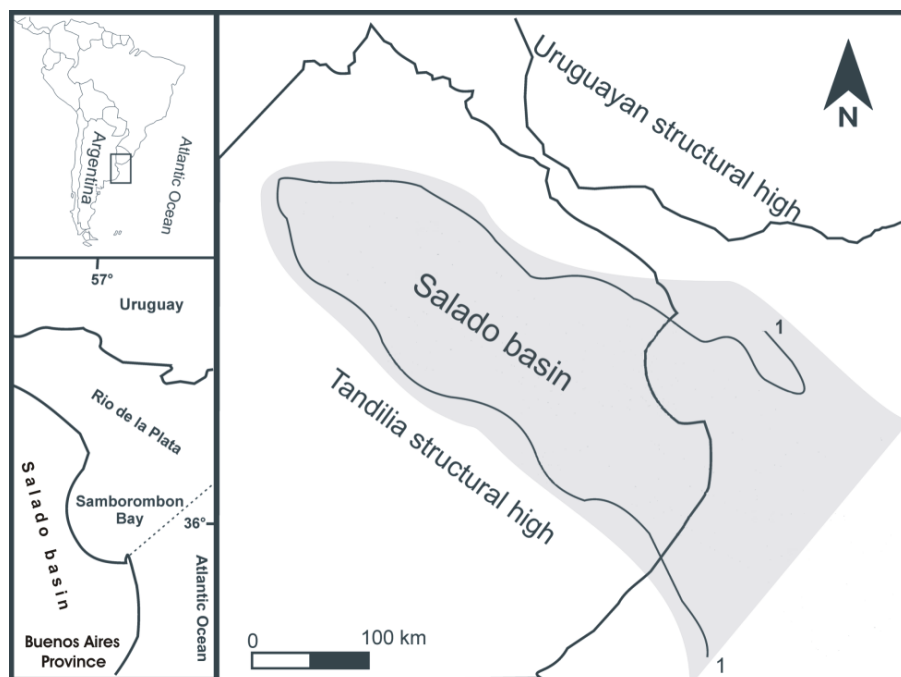 Argentina
Atlantic Ocean
57°
Uruguay
Rio de la Plata
Salado basin
Samborombon
Bay
36°
Atlantic Ocean
Buenos Aires
Province
Uruguayan structural high
N
Salado basin
1
Tandilia structural high
0
100 km
1